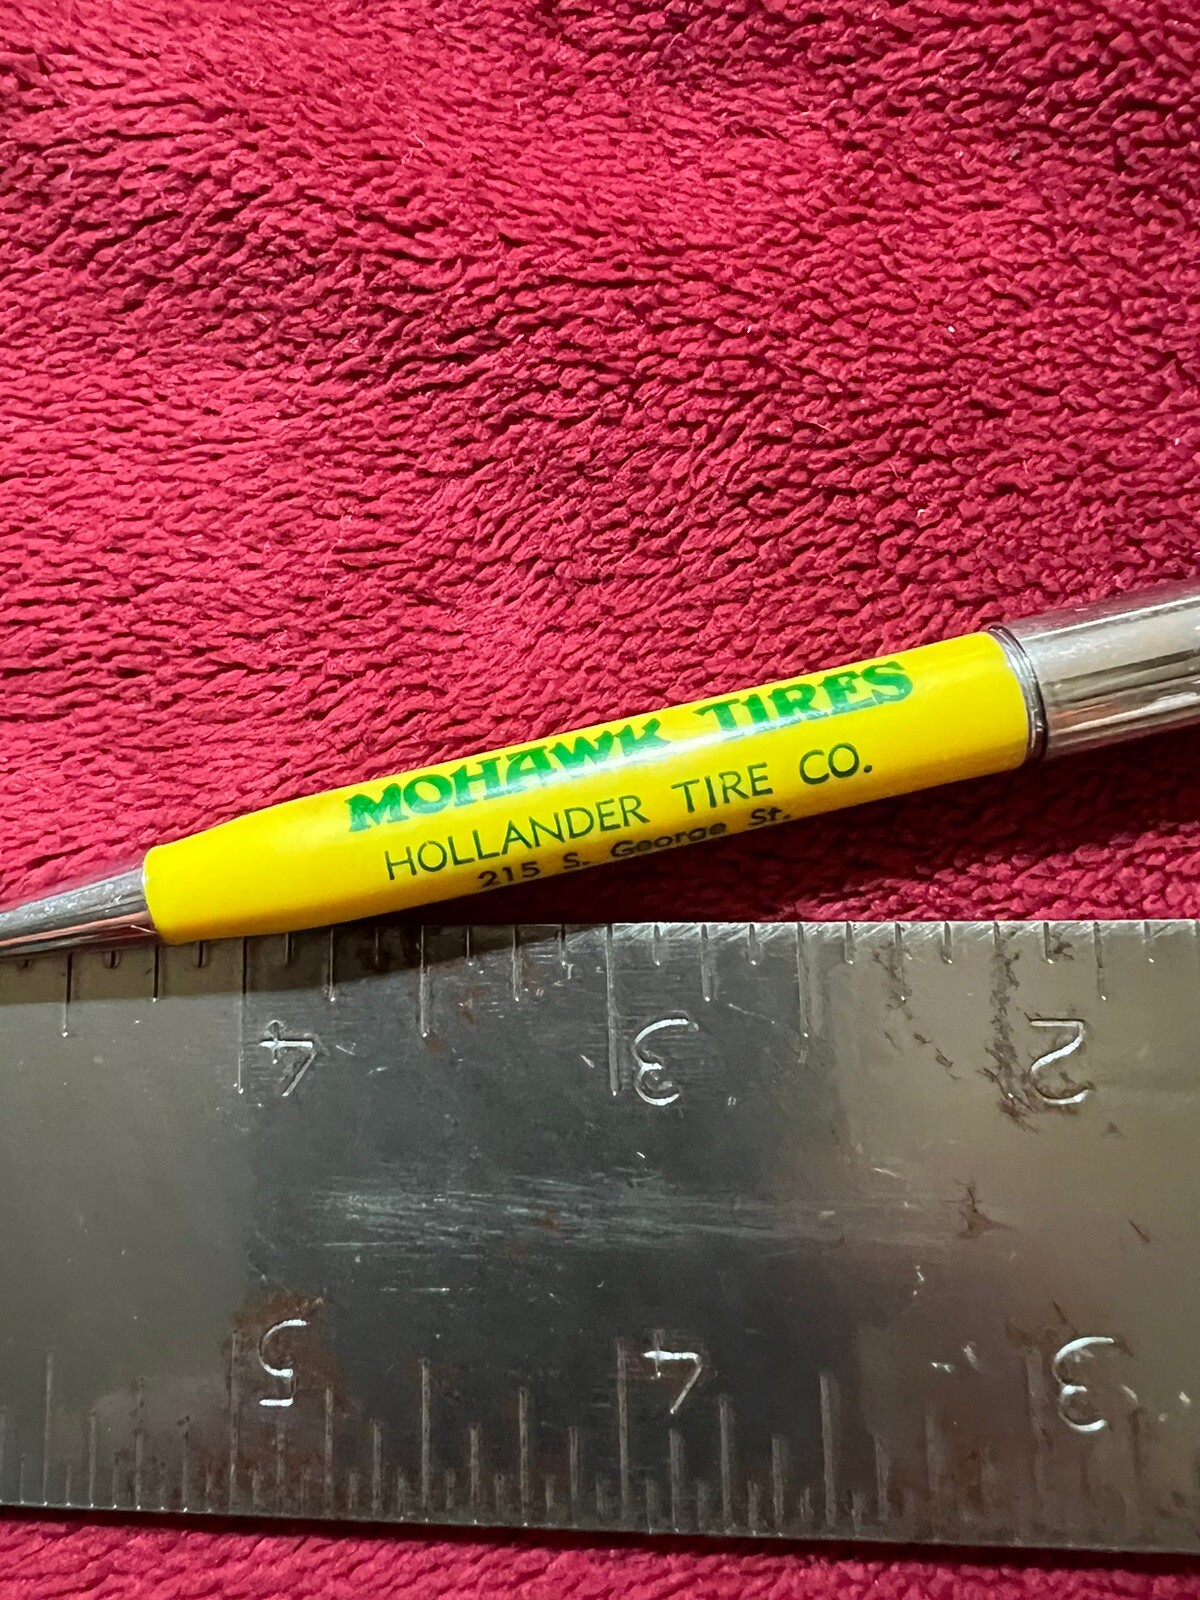 MOHAWK TIRES
HOLLANDER TIRE CO.
215 S. George St.
4 3 2
5 4 3